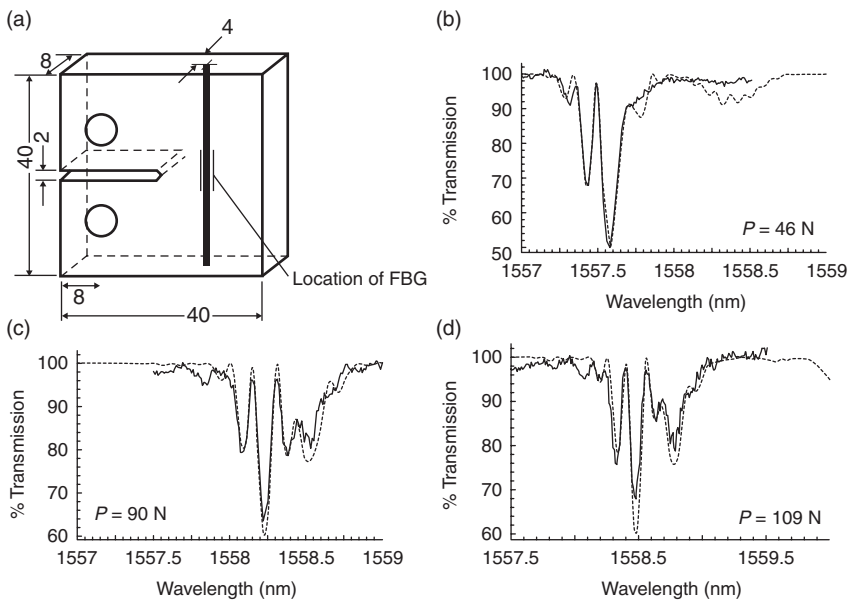 (a)
4
8
2
40
8
40
Location of FBG
(b)
100
90
80
70
60
50
% Transmission
P = 46 N
1557 1557.5 1558 1558.5 1559
Wavelength (nm)
(c)
100
90
80
70
60
% Transmission
P = 90 N
1557 1557.5 1558 1558.5 1559
Wavelength (nm)
(d)
100
90
80
70
60
% Transmission
P = 109 N
1557.5 1558.5 1559.5
Wavelength (nm)